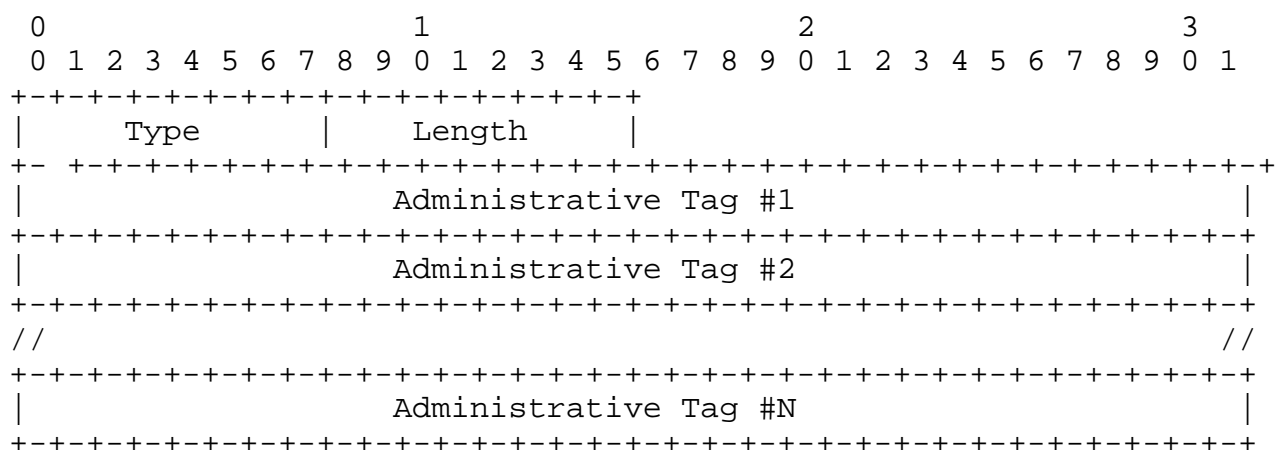 0                   1                   2                   3
 0 1 2 3 4 5 6 7 8 9 0 1 2 3 4 5 6 7 8 9 0 1 2 3 4 5 6 7 8 9 0 1
+-+-+-+-+-+-+-+-+-+-+-+-+-+-+-+-+
|     Type      |    Length     |
+- +-+-+-+-+-+-+-+-+-+-+-+-+-+-+-+-+-+-+-+-+-+-+-+-+-+-+-+-+-+-+-+
|                   Administrative Tag #1                       |
+-+-+-+-+-+-+-+-+-+-+-+-+-+-+-+-+-+-+-+-+-+-+-+-+-+-+-+-+-+-+-+-+
|                   Administrative Tag #2                       |
+-+-+-+-+-+-+-+-+-+-+-+-+-+-+-+-+-+-+-+-+-+-+-+-+-+-+-+-+-+-+-+-+
//                                                             //
+-+-+-+-+-+-+-+-+-+-+-+-+-+-+-+-+-+-+-+-+-+-+-+-+-+-+-+-+-+-+-+-+
|                   Administrative Tag #N                       |
+-+-+-+-+-+-+-+-+-+-+-+-+-+-+-+-+-+-+-+-+-+-+-+-+-+-+-+-+-+-+-+-+